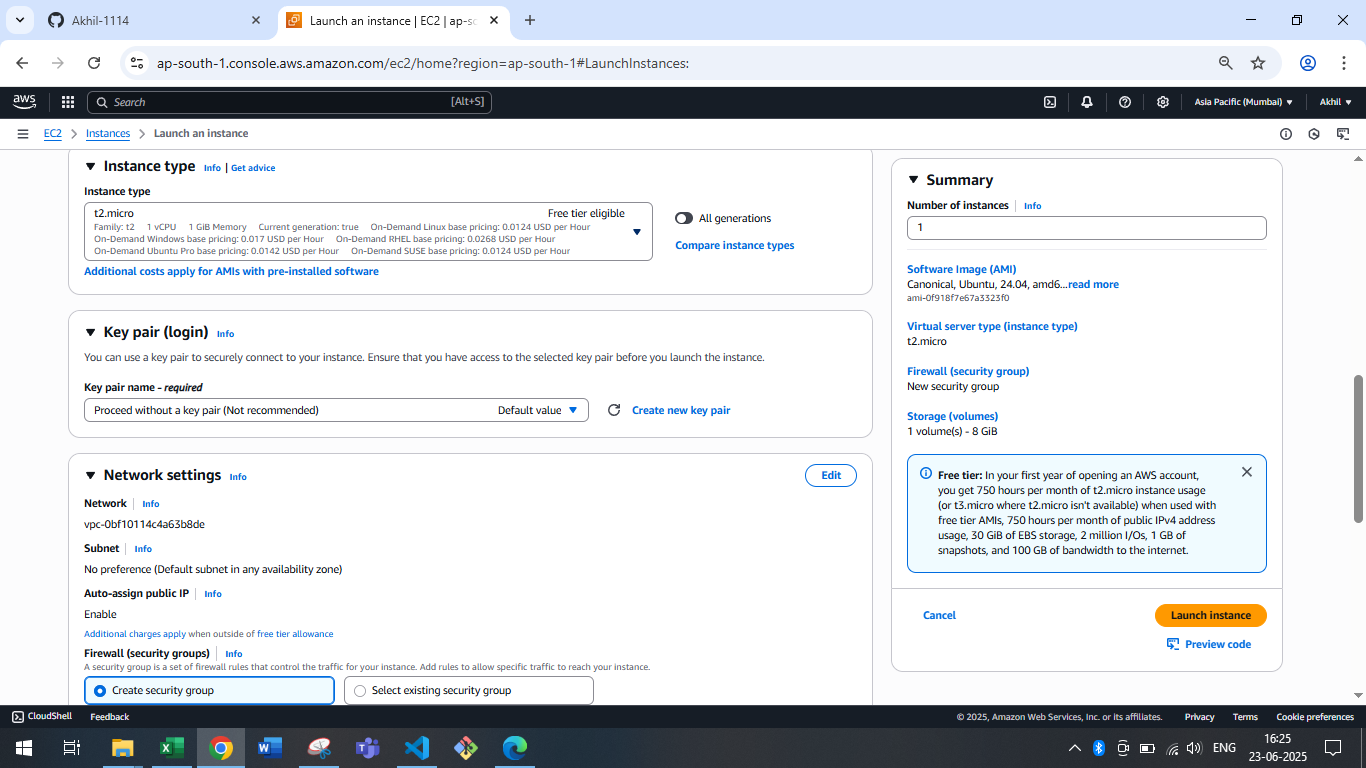 Akhil-1114
Launch an instance | EC2 | ap-so
ap-south-1.console.aws.amazon.com/ec2/home?region=ap-south-1#LaunchInstances:
aws
Search
[Alt+S]
Asia Pacific (Mumbai)
Akhil
EC2
Instances
Launch an instance
Instance type
Info | Get advice
Instance type
t2.micro
Free tier eligible
Family: t2 1 vCPU 1 GiB Memory Current generation: true On-Demand Linux base pricing: 0.0124 USD per Hour
On-Demand Windows base pricing: 0.017 USD per Hour On-Demand RHEL base pricing: 0.0268 USD per Hour
On-Demand Ubuntu Pro base pricing: 0.0142 USD per Hour On-Demand SUSE base pricing: 0.0124 USD per Hour
All generations
Compare instance types
Additional costs apply for AMIs with pre-installed software
Key pair (login)
Info
You can use a key pair to securely connect to your instance. Ensure that you have access to the selected key pair before you launch the instance.
Key pair name - required
Proceed without a key pair (Not recommended)
Default value
Create new key pair
Network settings
Info
Edit
Network
Info
vpc-0bf10114c4a63b8de
Subnet
Info
No preference (Default subnet in any availability zone)
Auto-assign public IP
Info
Enable
Additional charges apply when outside of free tier allowance
Firewall (security groups)
Info
A security group is a set of firewall rules that control the traffic for your instance. Add rules to allow specific traffic to reach your instance.
Create security group
Select existing security group
Summary
Number of instances
Info
1
Software Image (AMI)
Canonical, Ubuntu, 24.04, amd6...read more
ami-0f918f7e67a3323f0
Virtual server type (instance type)
t2.micro
Firewall (security group)
New security group
Storage (volumes)
1 volume(s) - 8 GiB
Free tier: In your first year of opening an AWS account,
you get 750 hours per month of t2.micro instance usage
(or t3.micro where t2.micro isn't available) when used with
free tier AMIs, 750 hours per month of public IPv4 address
usage, 30 GiB of EBS storage, 2 million I/Os, 1 GB of
snapshots, and 100 GB of bandwidth to the internet.
Cancel
Launch instance
Preview code
CloudShell
Feedback
© 2025, Amazon Web Services, Inc. or its affiliates.
Privacy
Terms
Cookie preferences
ENG
16:25
23-06-2025